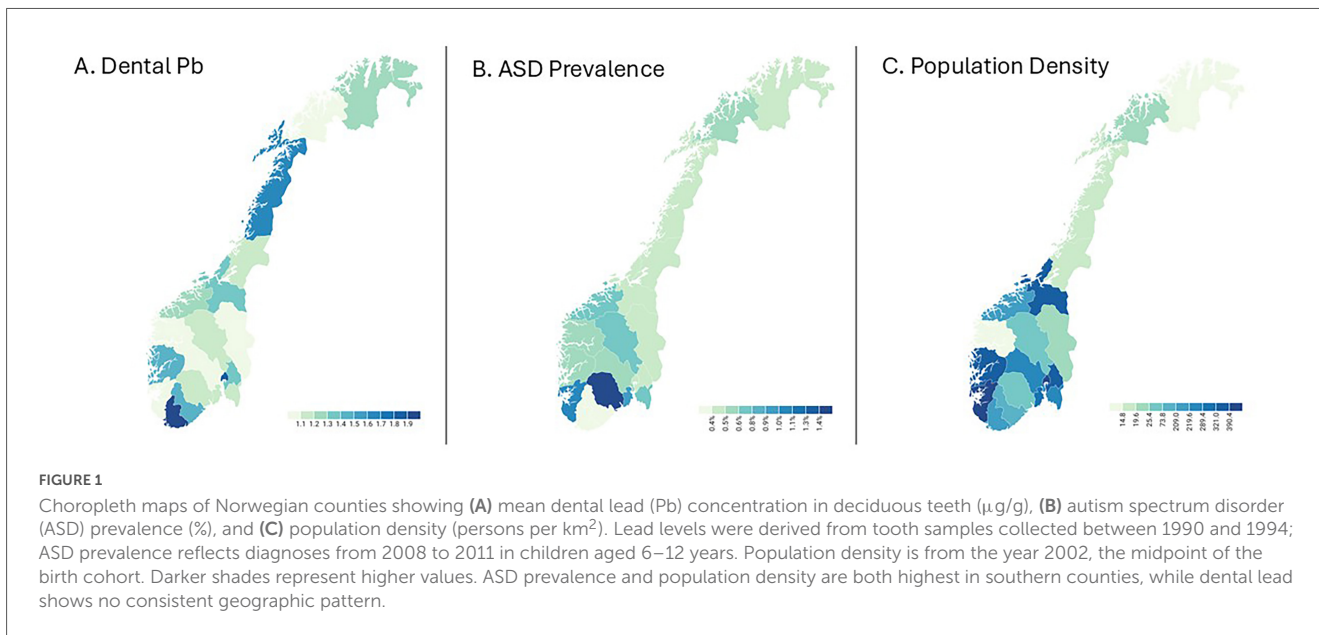 A. Dental Pb
B. ASD Prevalence
C. Population Density
1.1 1.2 1.3 1.4 1.5 1.6 1.7 1.8 1.9
0.4% 0.5% 0.6% 0.8% 0.9% 1.0% 1.1% 1.3% 1.4%
14.8 19.6 25.4 73.8 209.0 219.6 289.4 321.0 390.4
FIGURE 1
Choropleth maps of Norwegian counties showing (A) mean dental lead (Pb) concentration in deciduous teeth (μg/g), (B) autism spectrum disorder
(ASD) prevalence (%), and (C) population density (persons per km²). Lead levels were derived from tooth samples collected between 1990 and 1994;
ASD prevalence reflects diagnoses from 2008 to 2011 in children aged 6–12 years. Population density is from the year 2002, the midpoint of the
birth cohort. Darker shades represent higher values. ASD prevalence and population density are both highest in southern counties, while dental lead
shows no consistent geographic pattern.